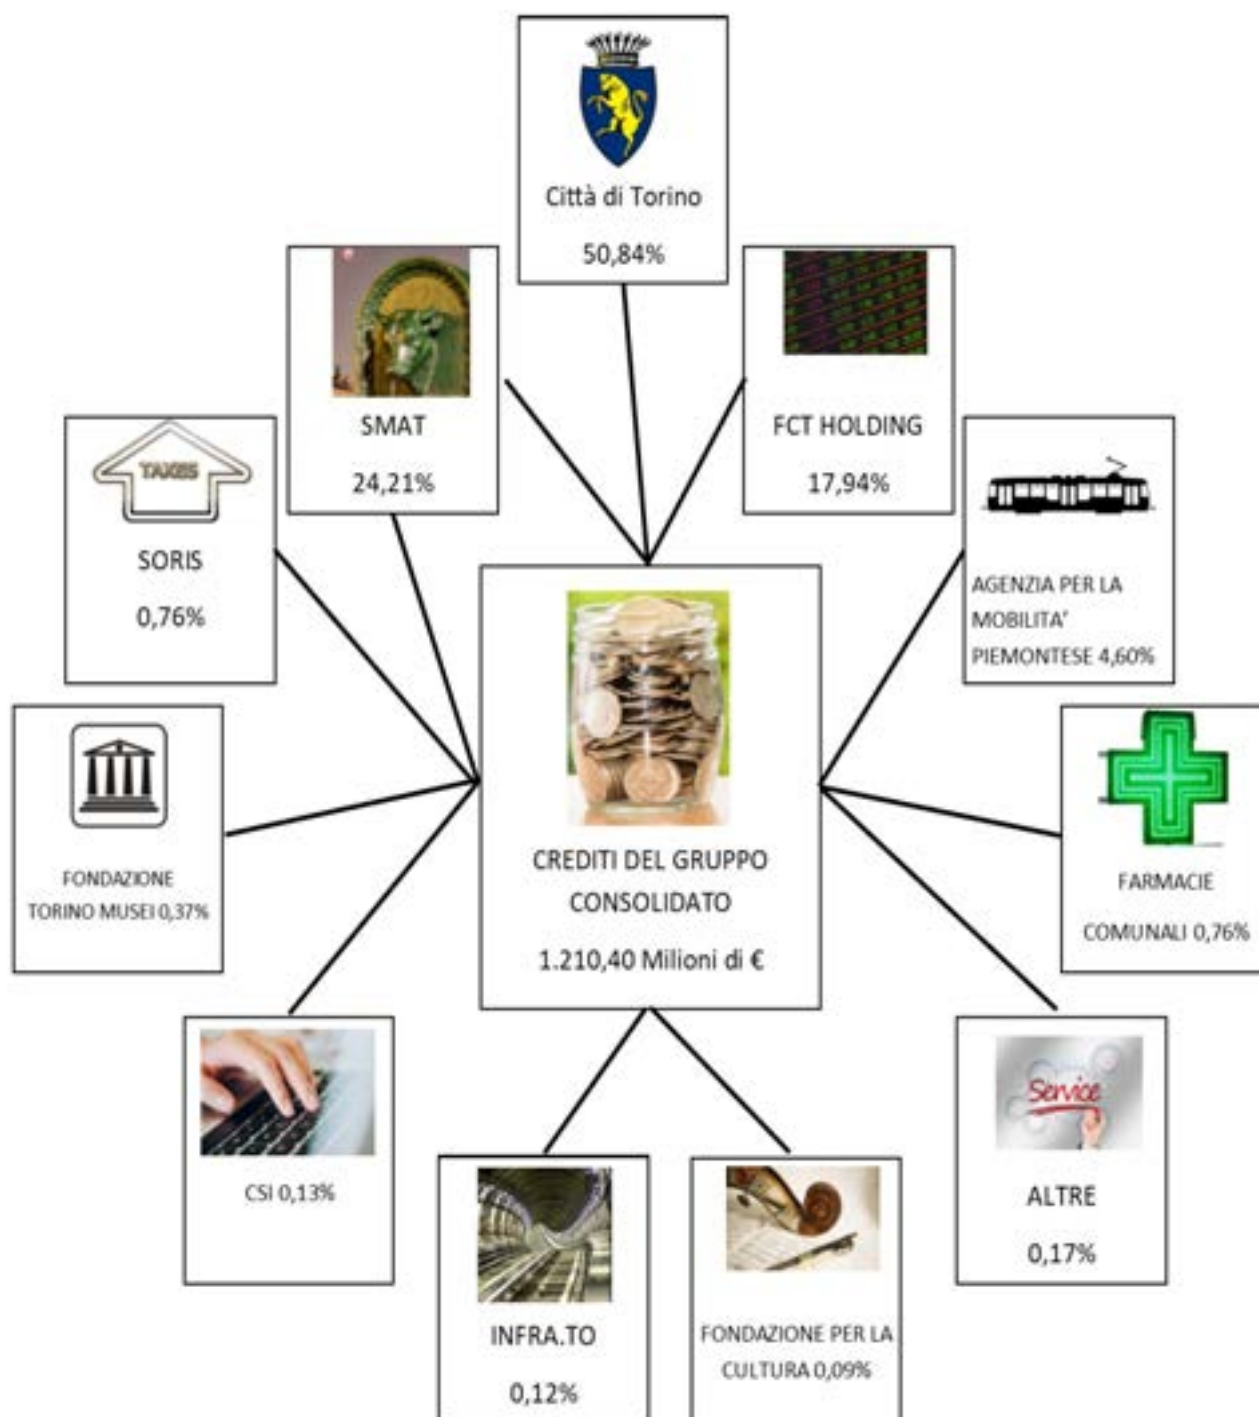 Città di Torino
50,84%
SMAT
24,21%
FCT HOLDING
17,94%
TAXES
SORIS
0,76%
AGENZIA PER LA
MOBILITA'
PIEMONTESE 4,60%
CREDITI DEL GRUPPO
CONSOLIDATO
1.210,40 Milioni di €
FONDAZIONE
TORINO MUSEI 0,37%
FARMACIE
COMUNALI 0,76%
CSI 0,13%
Service
ALTRE
0,17%
INFRA.TO
0,12%
FONDAZIONE PER LA
CULTURA 0,09%